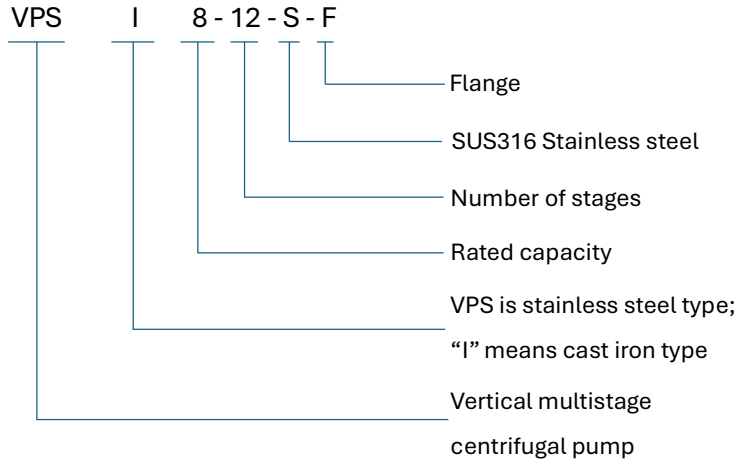 VPS I 8 - 12 - S - F
Flange
SUS316 Stainless steel
Number of stages
Rated capacity
VPS is stainless steel type;
“I” means cast iron type
Vertical multistage
centrifugal pump